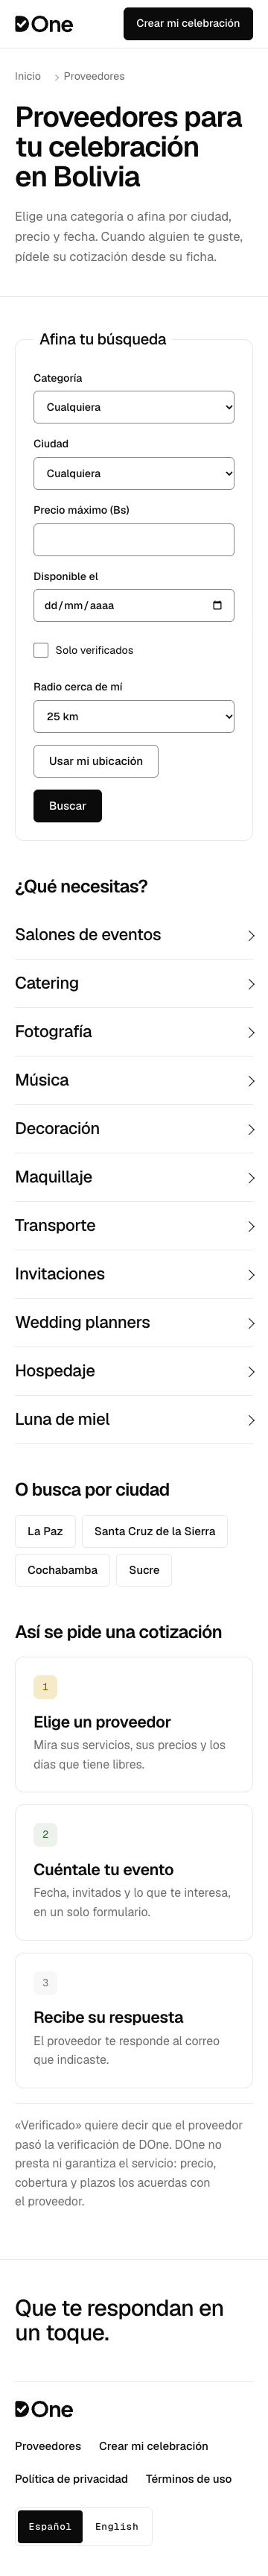 DOne
Crear mi celebración
Inicio > Proveedores
Proveedores para
tu celebración
en Bolivia
Elige una categoría o afina por ciudad,
precio y fecha. Cuando alguien te guste,
pídele su cotización desde su ficha.
Afina tu búsqueda
Categoría
Cualquiera
Ciudad
Cualquiera
Precio máximo (Bs)
Disponible el
dd/mm/aaaa
Solo verificados
Radio cerca de mí
25 km
Usar mi ubicación
Buscar
¿Qué necesitas?
Salones de eventos
Catering
Fotografía
Música
Decoración
Maquillaje
Transporte
Invitaciones
Wedding planners
Hospedaje
Luna de miel
O busca por ciudad
La Paz
Santa Cruz de la Sierra
Cochabamba
Sucre
Así se pide una cotización
1
Elige un proveedor
Mira sus servicios, sus precios y los
días que tiene libres.
2
Cuéntale tu evento
Fecha, invitados y lo que te interesa,
en un solo formulario.
3
Recibe su respuesta
El proveedor te responde al correo
que indicaste.
«Verificado» quiere decir que el proveedor
pasó la verificación de DOne. DOne no
presta ni garantiza el servicio: precio,
cobertura y plazos los acuerdas con
el proveedor.
Que te respondan en
un toque.
DOne
Proveedores
Crear mi celebración
Política de privacidad
Términos de uso
Español
English